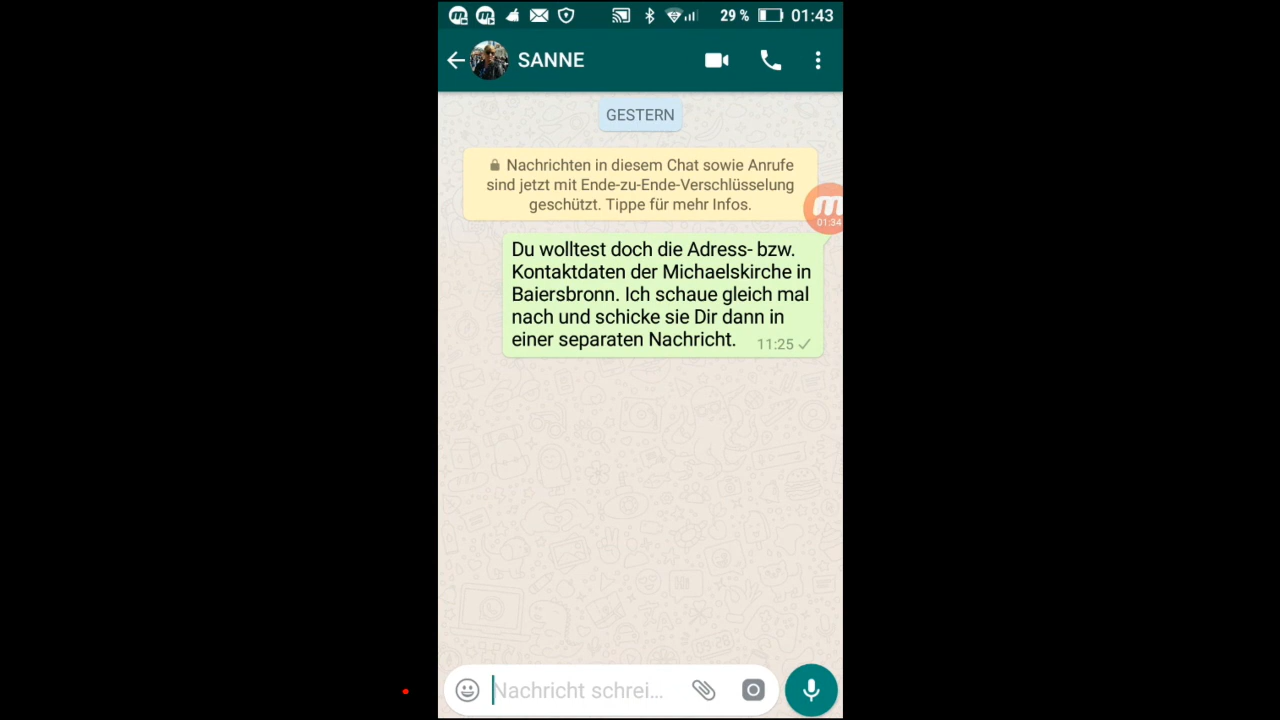 29 % 01:43
SANNE
GESTERN
Nachrichten in diesem Chat sowie Anrufe
sind jetzt mit Ende-zu-Ende-Verschlüsselung
geschützt. Tippe für mehr Infos.
01:34
Du wolltest doch die Adress- bzw.
Kontaktdaten der Michaelskirche in
Baiersbronn. Ich schaue gleich mal
nach und schicke sie Dir dann in
einer separaten Nachricht. 11:25
Nachricht schrei...